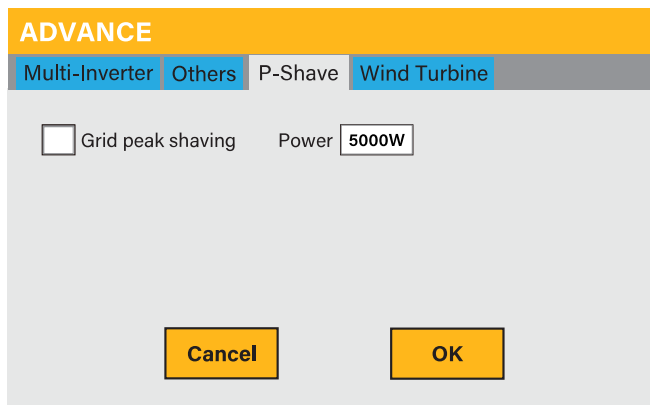 ADVANCE
Multi-Inverter Others P-Shave Wind Turbine
Grid peak shaving Power 5000W
Cancel OK